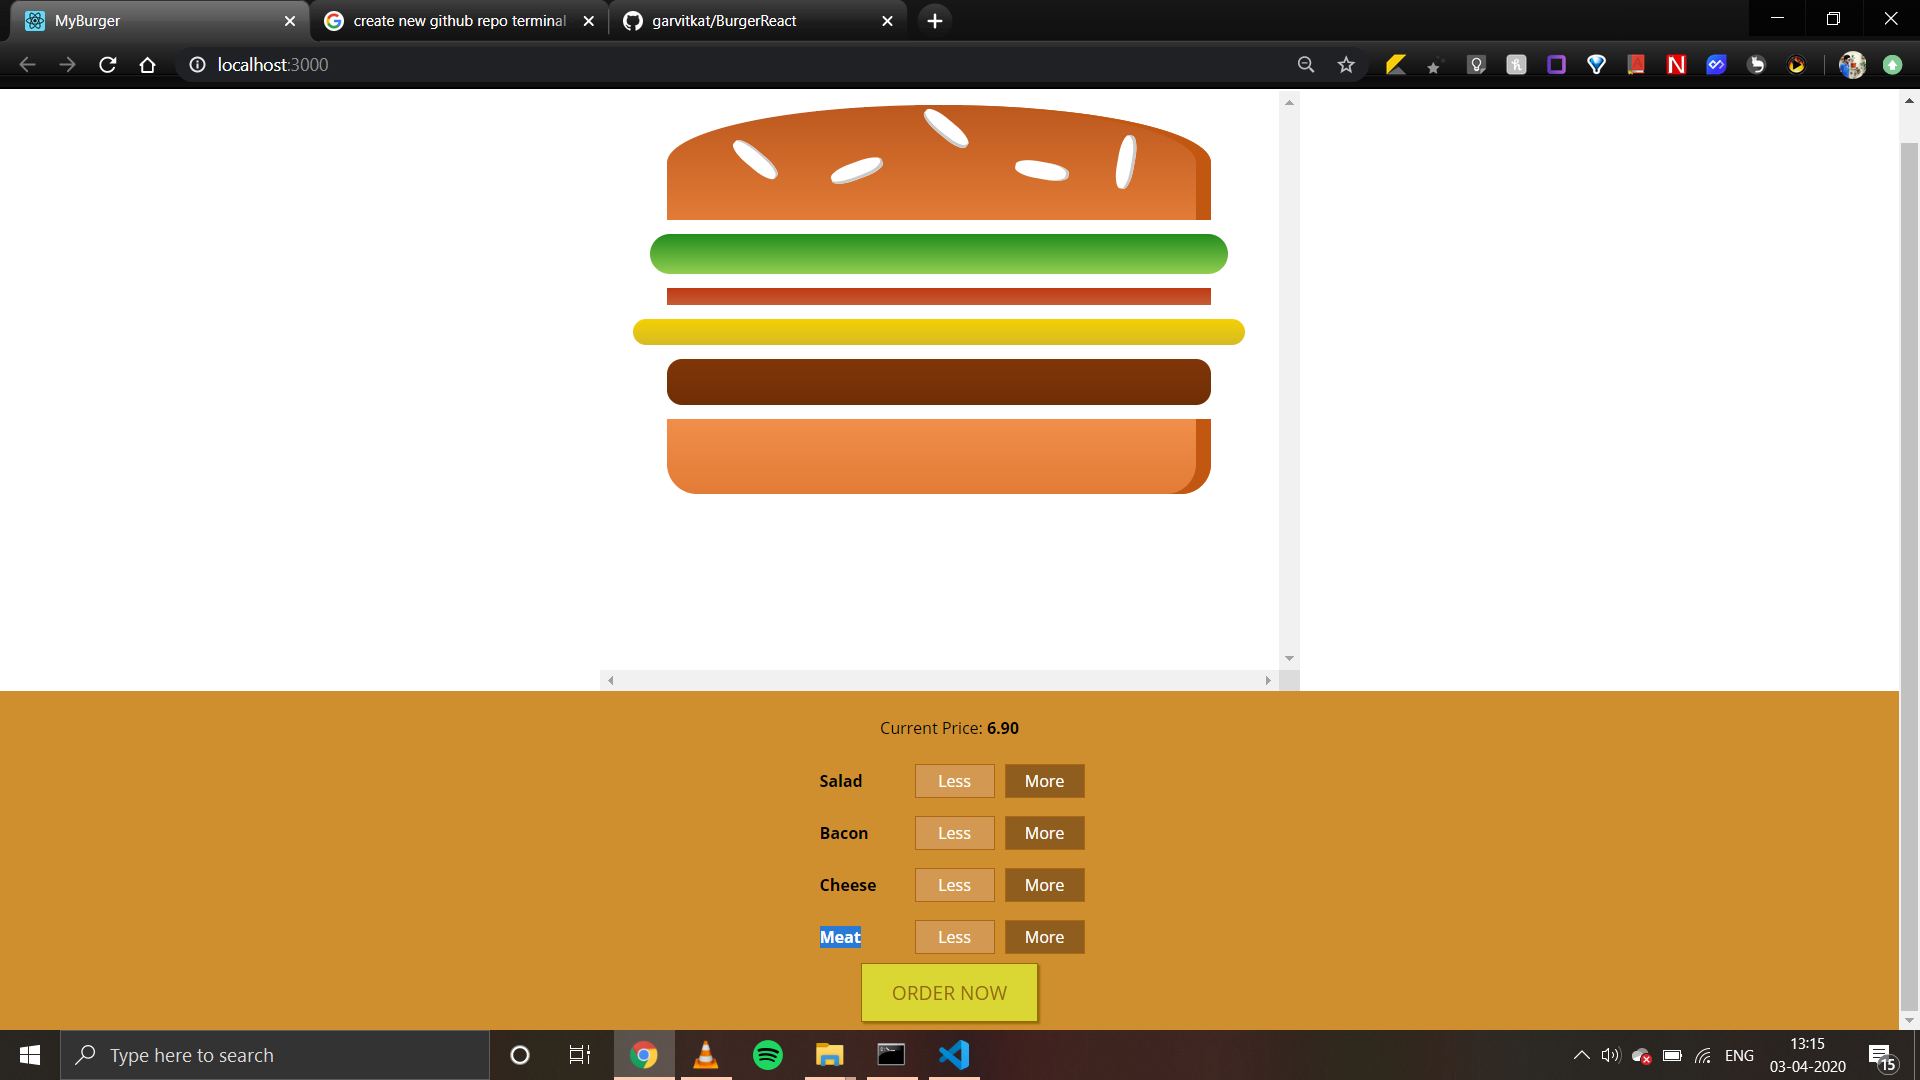 MyBurger
create new github repo terminal
garvitkat/BurgerReact
localhost:3000
Current Price: 6.90
Salad Less More
Bacon Less More
Cheese Less More
Meat Less More
ORDER NOW
Type here to search
ENG
13:15
03-04-2020
15